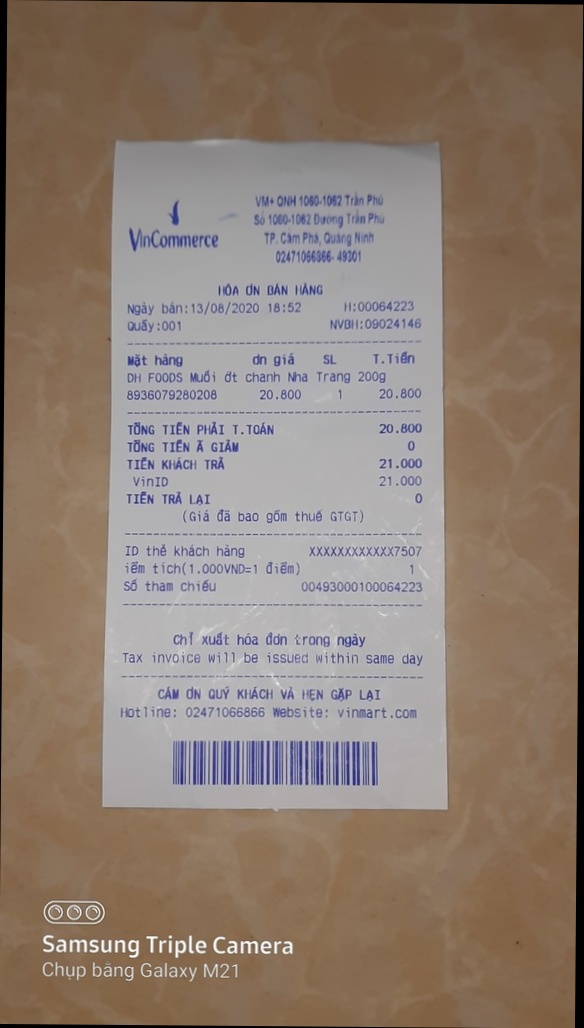 VinCommerce
VM+ QNH 1060-1062 Trần Phú
Số 1060-1062 Đường Trần Phú
TP. Cẩm Phả, Quảng Ninh
02471066866- 49301
HÓA ƠN BÁN HÀNG
Ngày bán:13/08/2020 18:52 H:00064223
Quầy:001 NVBH:09024146
Mặt hàng ơn giá SL T.Tiền
DH FOODS Muối ớt chanh Nha Trang 200g
8936079280208 20.800 1 20.800
TỔNG TIỀN PHẢI T.TOÁN 20.800
TỔNG TIỀN Ã GIẢM 0
TIỀN KHÁCH TRẢ 21.000
VinID 21.000
TIỀN TRẢ LẠI 0
(Giá đã bao gồm thuế GTGT)
ID thẻ khách hàng XXXXXXXXXXXX7507
iểm tích(1.000VND=1 điểm) 1
Số tham chiếu 00493000100064223
Chỉ xuất hóa đơn trong ngày
Tax invoice will be issued within same day
CẢM ƠN QUÝ KHÁCH VÀ HẸN GẶP LẠI
Hotline: 02471066866 Website: vinmart.com
Samsung Triple Camera
Chụp bằng Galaxy M21